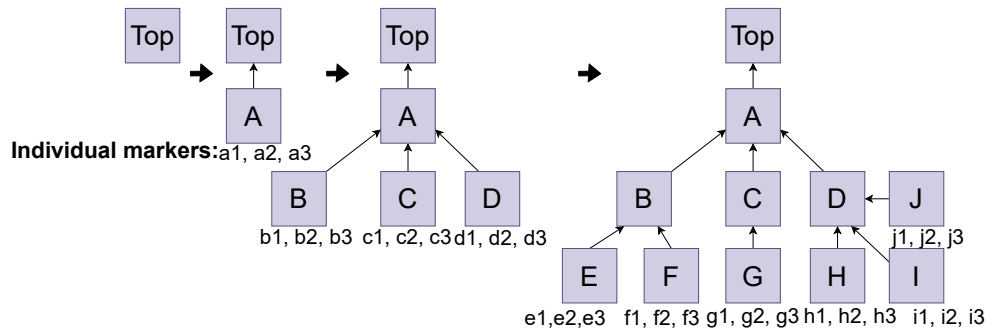 Top Top Top Top
A A A
Individual markers: a1, a2, a3
B C D B C D J
b1, b2, b3 c1, c2, c3 d1, d2, d3 j1, j2, j3
E F G H I
e1,e2,e3 f1, f2, f3 g1, g2, g3 h1, h2, h3 i1, i2, i3